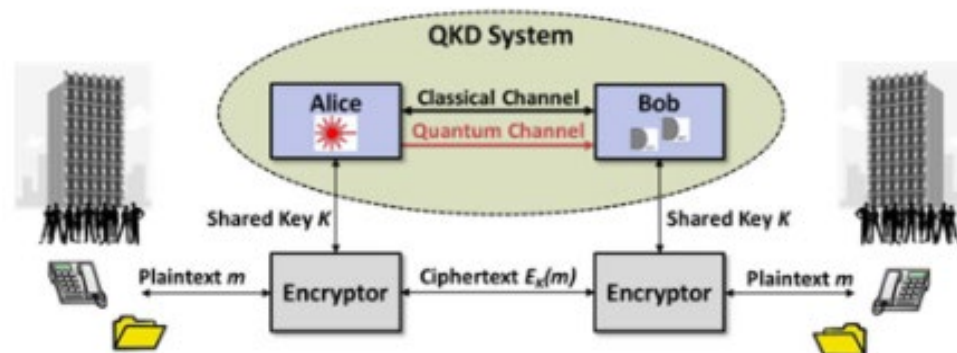 QKD System
Alice
Classical Channel
Bob
Quantum Channel
Shared Key K
Shared Key K
Plaintext m
Encryptor
Ciphertext E_K(m)
Encryptor
Plaintext m